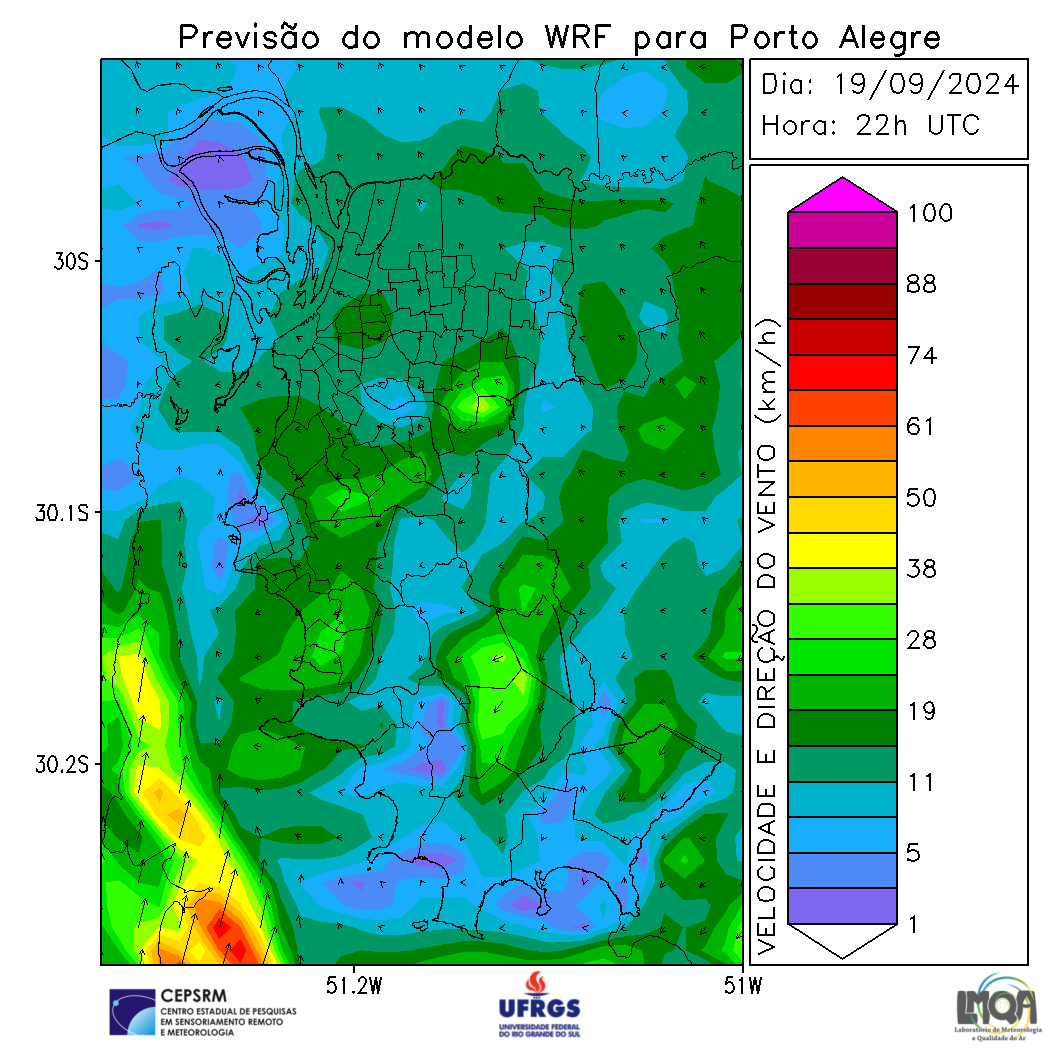 Previsão do modelo WRF para Porto Alegre
Dia: 19/09/2024
Hora: 22h UTC
30S
30.1S
30.2S
51.2W
51W
VELOCIDADE E DIREÇÃO DO VENTO (km/h)
100
88
74
61
50
38
28
19
11
5
1
CEPSRM
CENTRO ESTADUAL DE PESQUISAS
EM SENSORIAMENTO REMOTO
E METEOROLOGIA
UFRGS
UNIVERSIDADE FEDERAL
DO RIO GRANDE DO SUL
LMQA
Laboratório de Meteorologia
e Qualidade do Ar